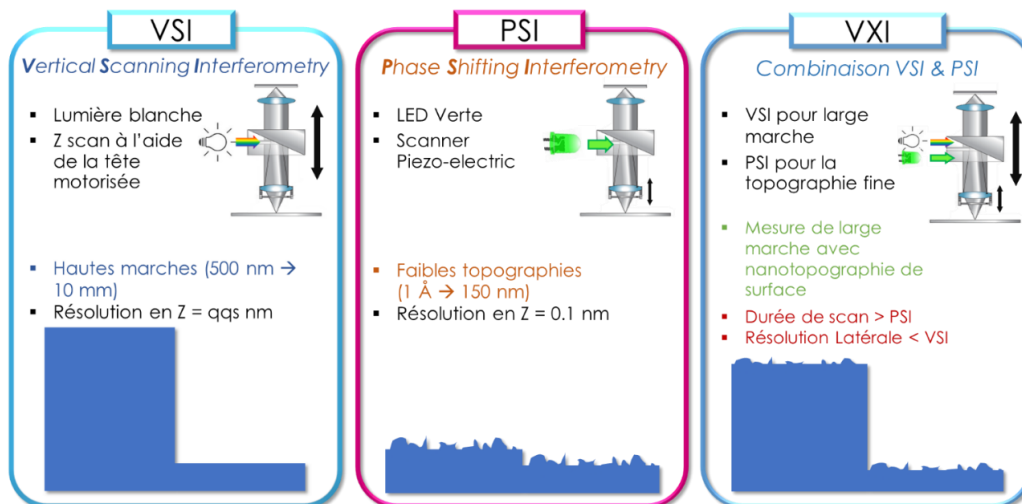 VSI
Vertical Scanning Interferometry
▪ Lumière blanche
▪ Z scan à l'aide
de la tête
motorisée
▪ Hautes marches (500 nm →
10 mm)
▪ Résolution en Z = qqs nm
PSI
Phase Shifting Interferometry
▪ LED Verte
▪ Scanner
Piezo-electric
▪ Faibles topographies
(1 Å → 150 nm)
▪ Résolution en Z = 0.1 nm
VXI
Combinaison VSI & PSI
▪ VSI pour large
marche
▪ PSI pour la
topographie fine
▪ Mesure de large
marche avec
nanotopographie de
surface
▪ Durée de scan > PSI
▪ Résolution Latérale < VSI